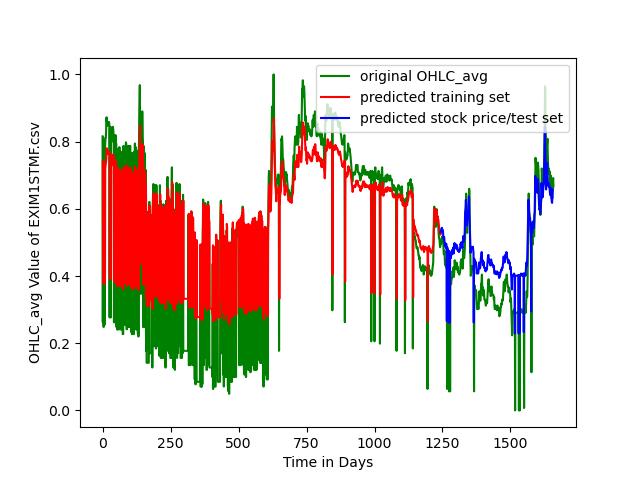 original OHLC_avg
predicted training set
predicted stock price/test set
OHLC_avg Value of EXIM1STMF.csv
1.0
0.8
0.6
0.4
0.2
0.0
0 250 500 750 1000 1250 1500
Time in Days